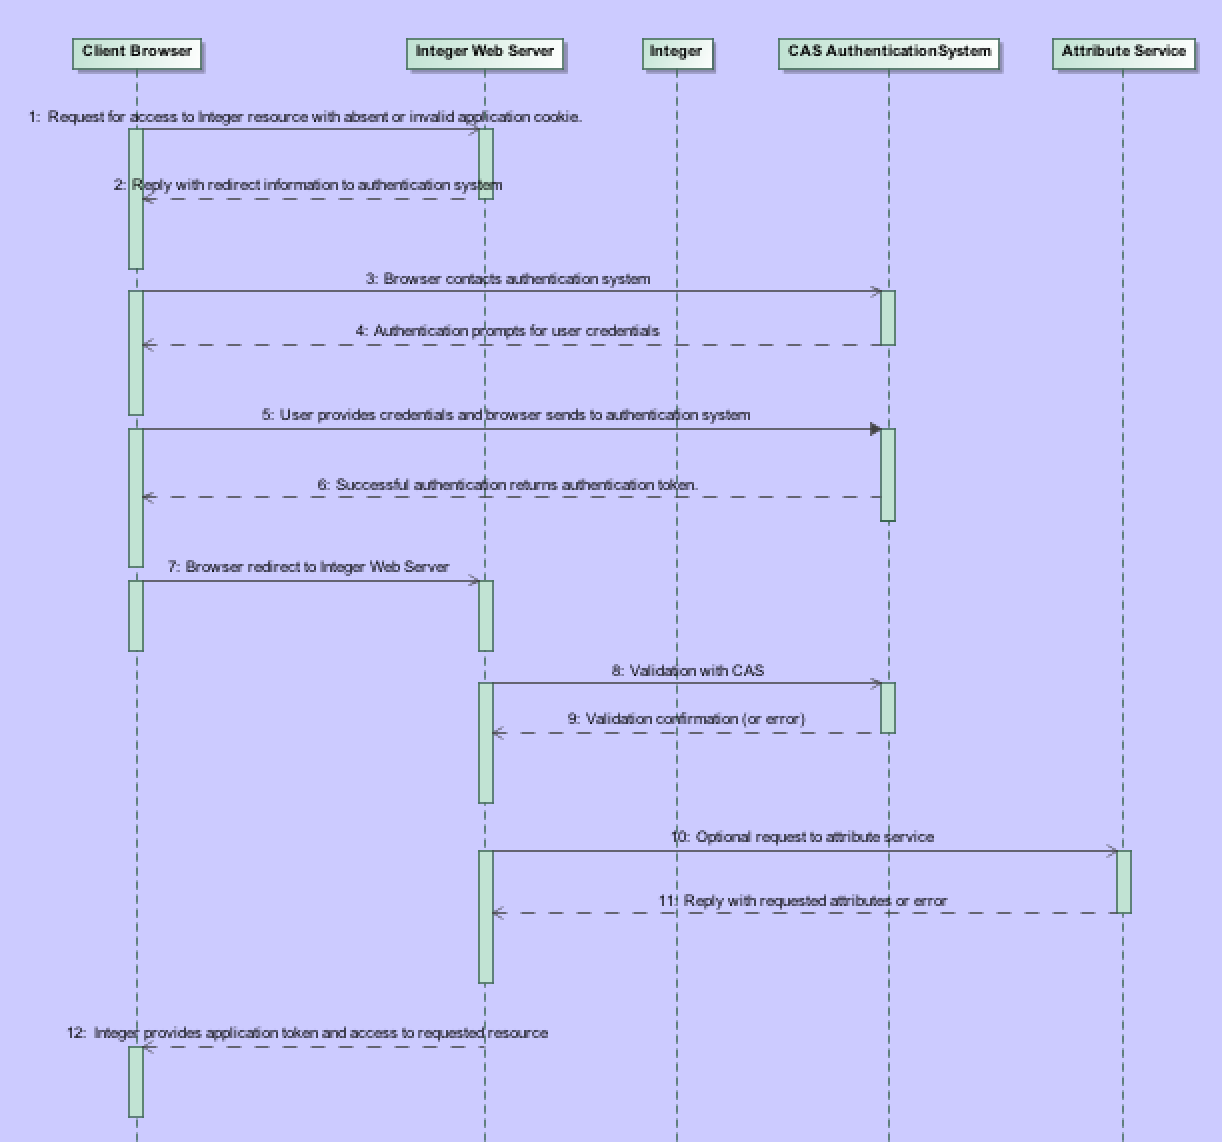 Client Browser
Integer Web Server
Integer
CAS AuthenticationSystem
Attribute Service
1: Request for access to Integer resource with absent or invalid application cookie.
2: Reply with redirect information to authentication system
3: Browser contacts authentication system
4: Authentication prompts for user credentials
5: User provides credentials and browser sends to authentication system
6: Successful authentication returns authentication token.
7: Browser redirect to Integer Web Server
8: Validation with CAS
9: Validation confirmation (or error)
10: Optional request to attribute service
11: Reply with requested attributes or error
12: Integer provides application token and access to requested resource